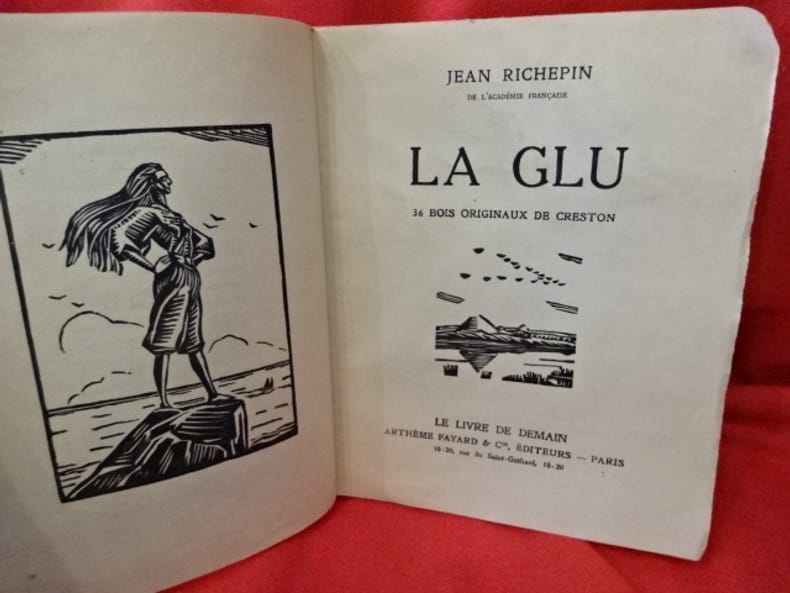 JEAN RICHEPIN
DE L'ACADÉMIE FRANÇAISE
LA GLU
36 BOIS ORIGINAUX DE CRESTON
LE LIVRE DE DEMAIN
ARTHÈME FAYARD & Cie, ÉDITEURS — PARIS
18-20, rue du Saint-Gothard, 18-20